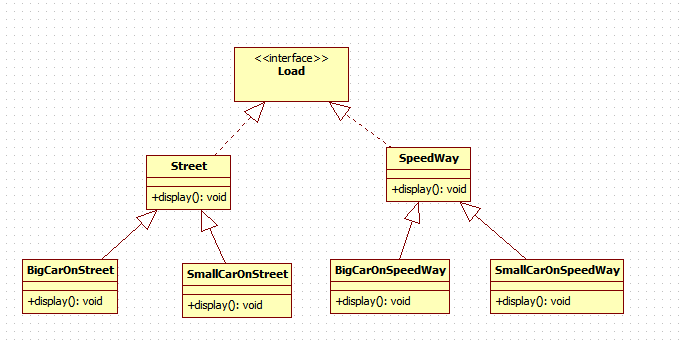 <<interface>>
Load
Street
+display(): void
SpeedWay
+display(): void
BigCarOnStreet
+display(): void
SmallCarOnStreet
+display(): void
BigCarOnSpeedWay
+display(): void
SmallCarOnSpeedWay
+display(): void